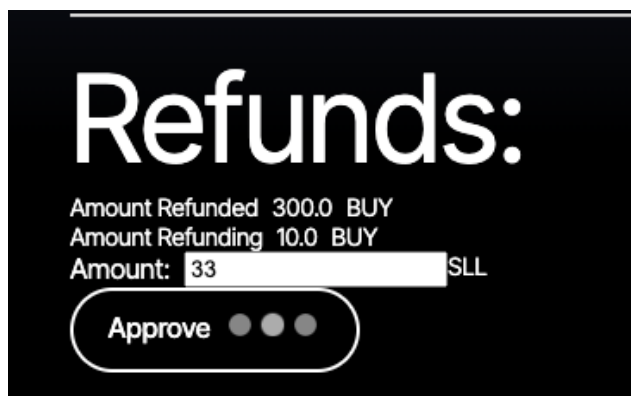 Refunds:
Amount Refunded 300.0 BUY
Amount Refunding 10.0 BUY
Amount: 33 SLL
Approve